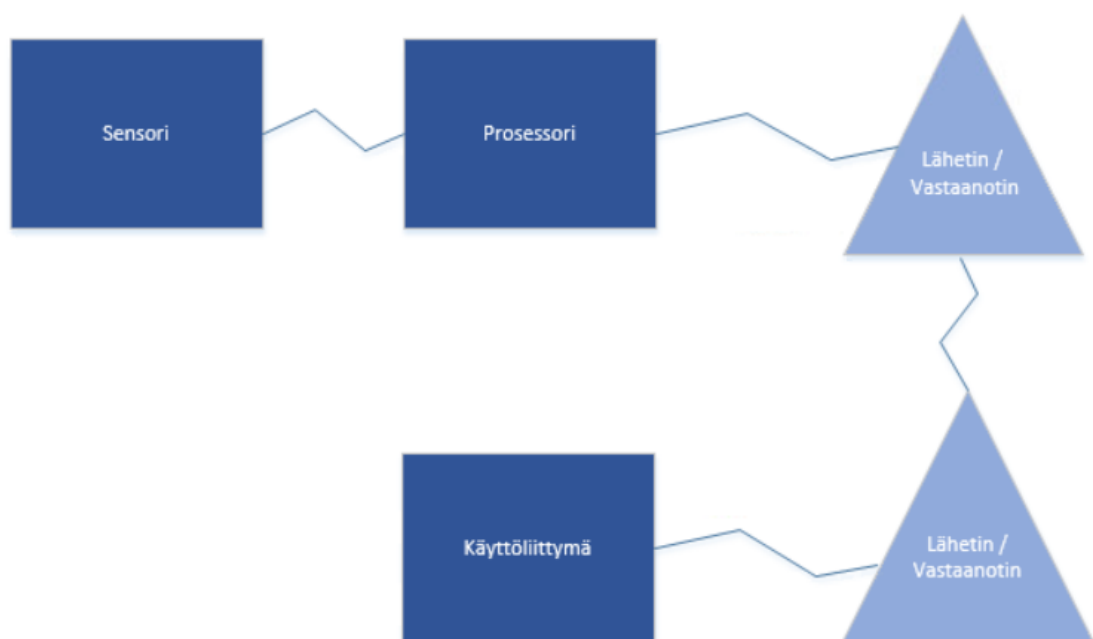 Sensori
Prosessori
Lähetin /
Vastaanotin
Käyttöliittymä
Lähetin /
Vastaanotin